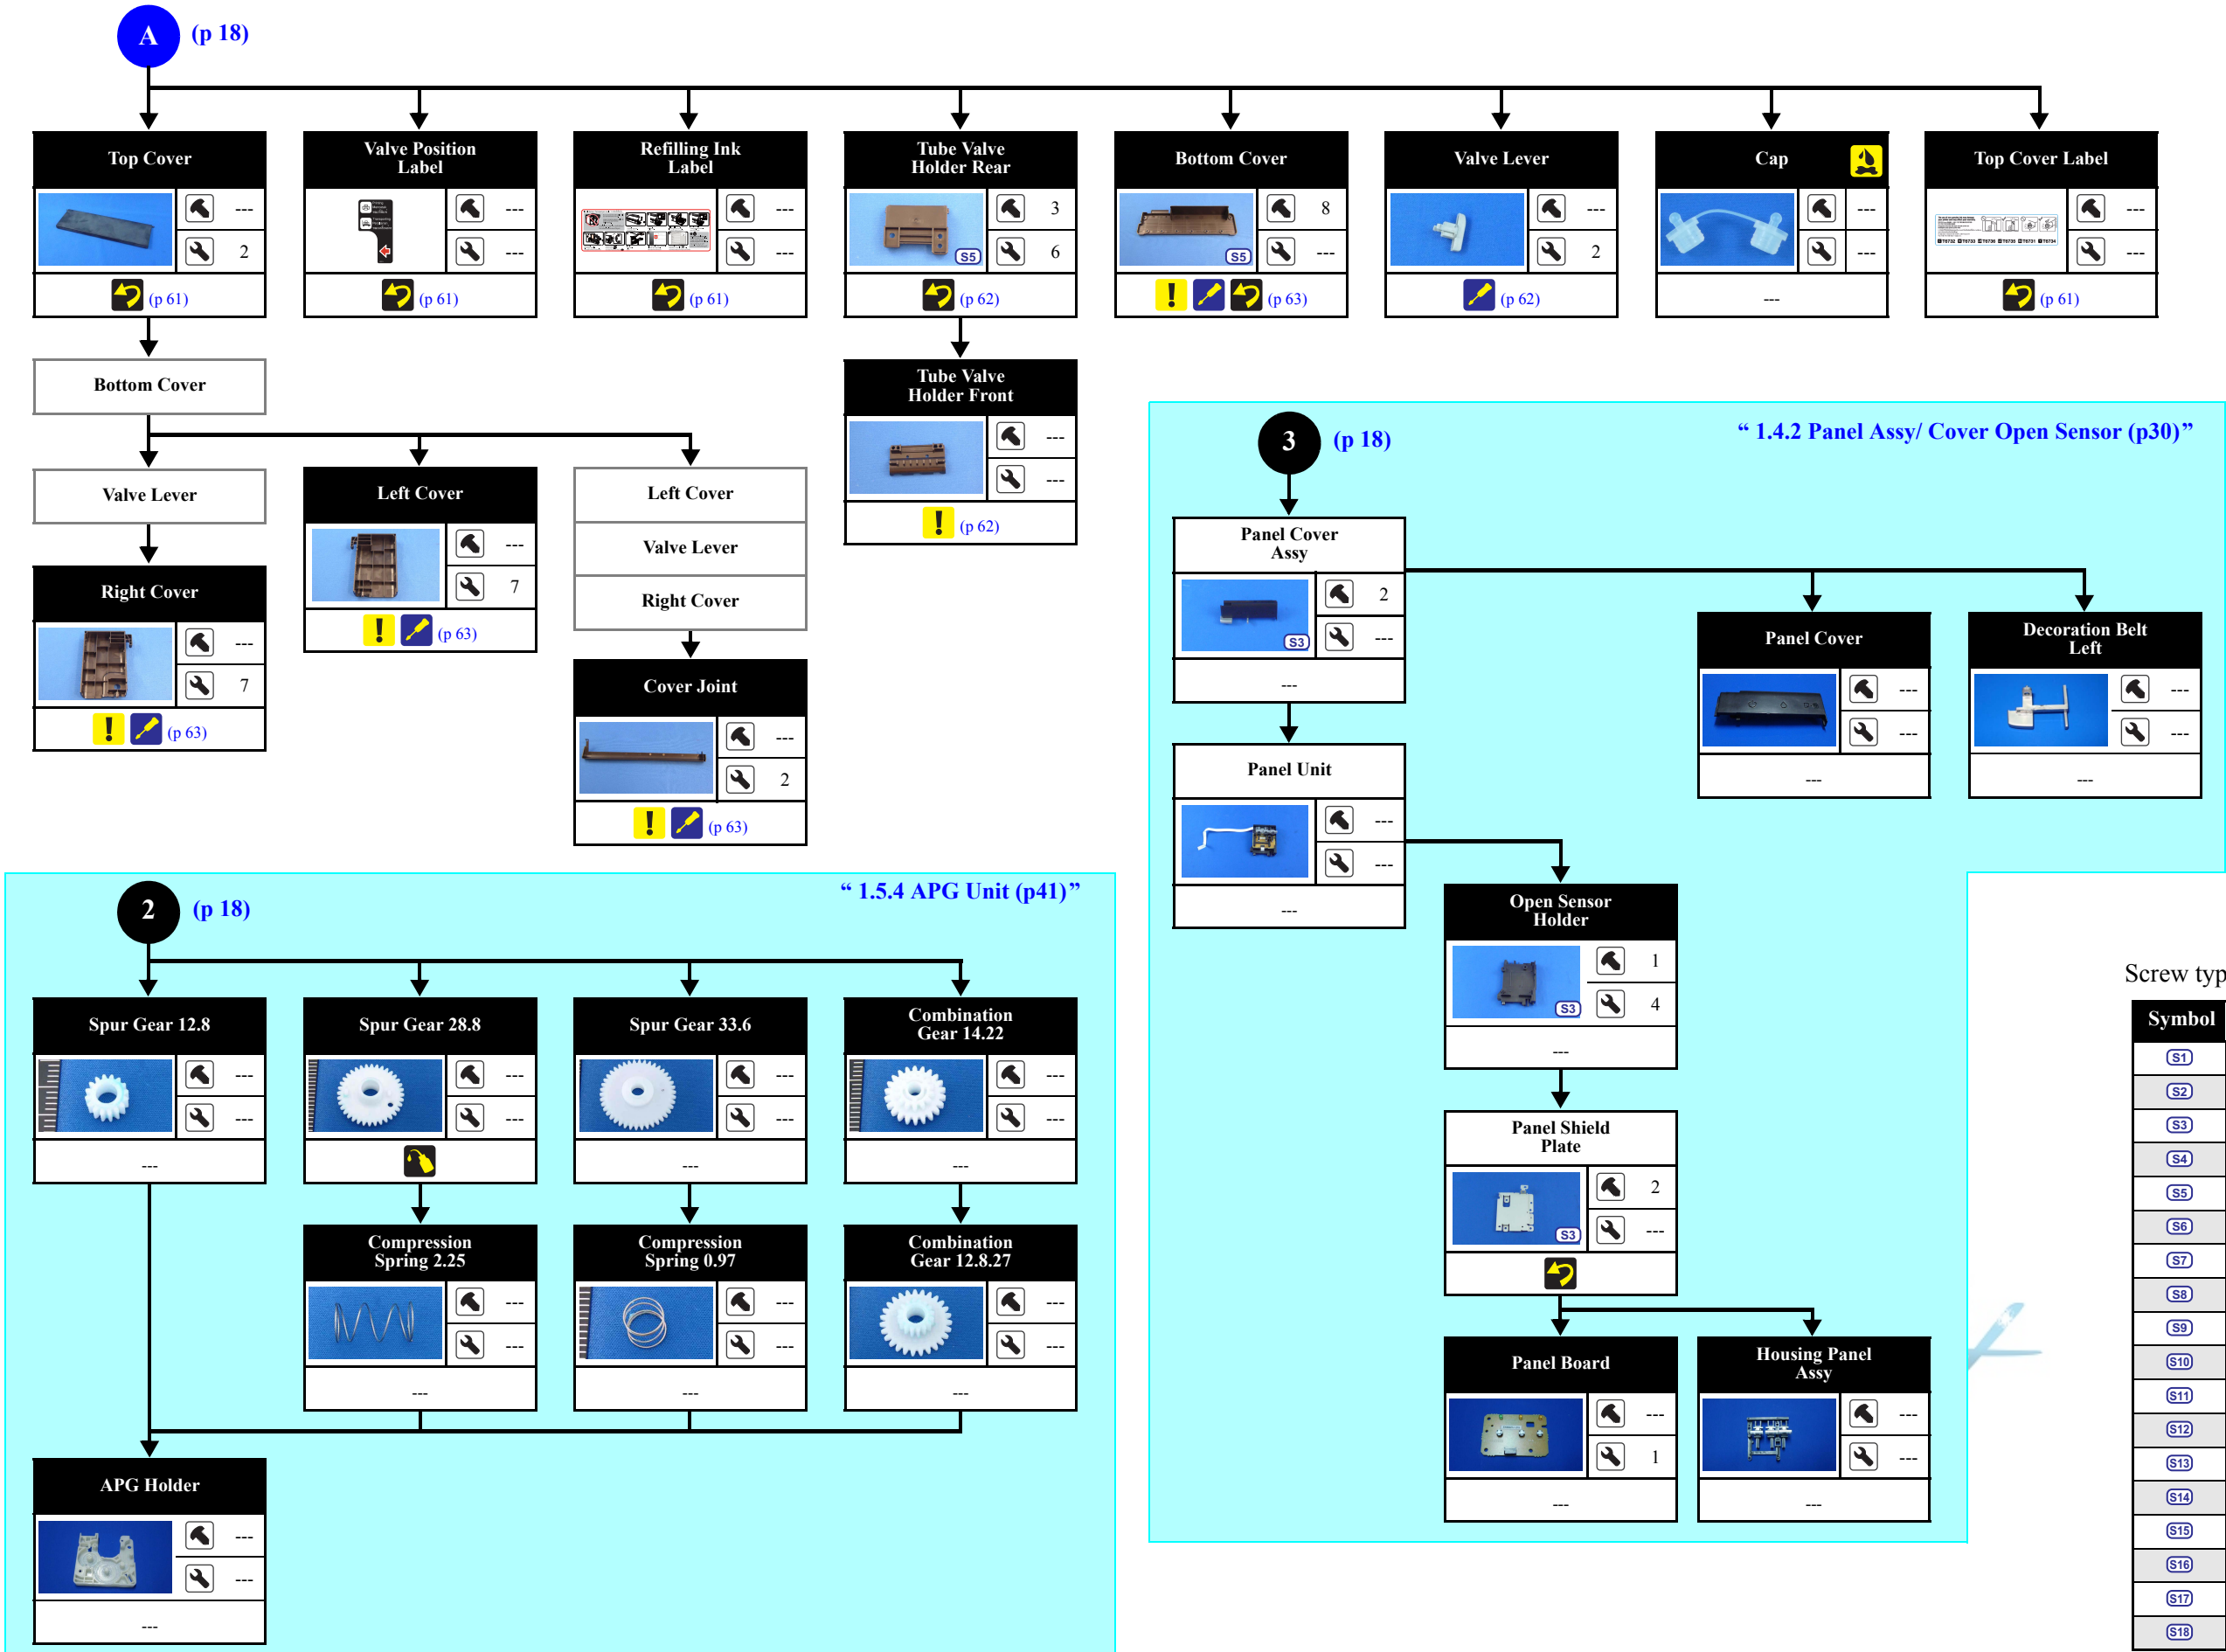 A (p 18)
Top Cover
---
2
(p 61)
Valve Position
Label
---
---
(p 61)
Refilling Ink
Label
---
---
(p 61)
Tube Valve
Holder Rear
S5
3
6
(p 62)
Bottom Cover
S5
8
---
(p 63)
Valve Lever
---
2
(p 62)
Cap
---
---
---
Top Cover Label
---
---
(p 61)
Bottom Cover
Tube Valve
Holder Front
---
---
(p 62)
Valve Lever
Right Cover
---
7
(p 63)
Left Cover
---
7
(p 63)
Left Cover
Valve Lever
Right Cover
Cover Joint
---
2
(p 63)
3 (p 18)
“ 1.4.2 Panel Assy/ Cover Open Sensor (p30)”
Panel Cover
Assy
S3
2
---
---
Panel Cover
---
---
---
Decoration Belt
Left
---
---
---
Panel Unit
---
---
---
Open Sensor
Holder
S3
1
4
---
Panel Shield
Plate
S3
2
---
Panel Board
---
1
---
Housing Panel
Assy
---
---
---
2 (p 18)
“ 1.5.4 APG Unit (p41)”
Spur Gear 12.8
---
---
---
Spur Gear 28.8
---
---
Spur Gear 33.6
---
---
---
Combination
Gear 14.22
---
---
---
Compression
Spring 2.25
---
---
---
Compression
Spring 0.97
---
---
---
Combination
Gear 12.8.27
---
---
---
APG Holder
---
---
---
Screw typ
Symbol
S1
S2
S3
S4
S5
S6
S7
S8
S9
S10
S11
S12
S13
S14
S15
S16
S17
S18